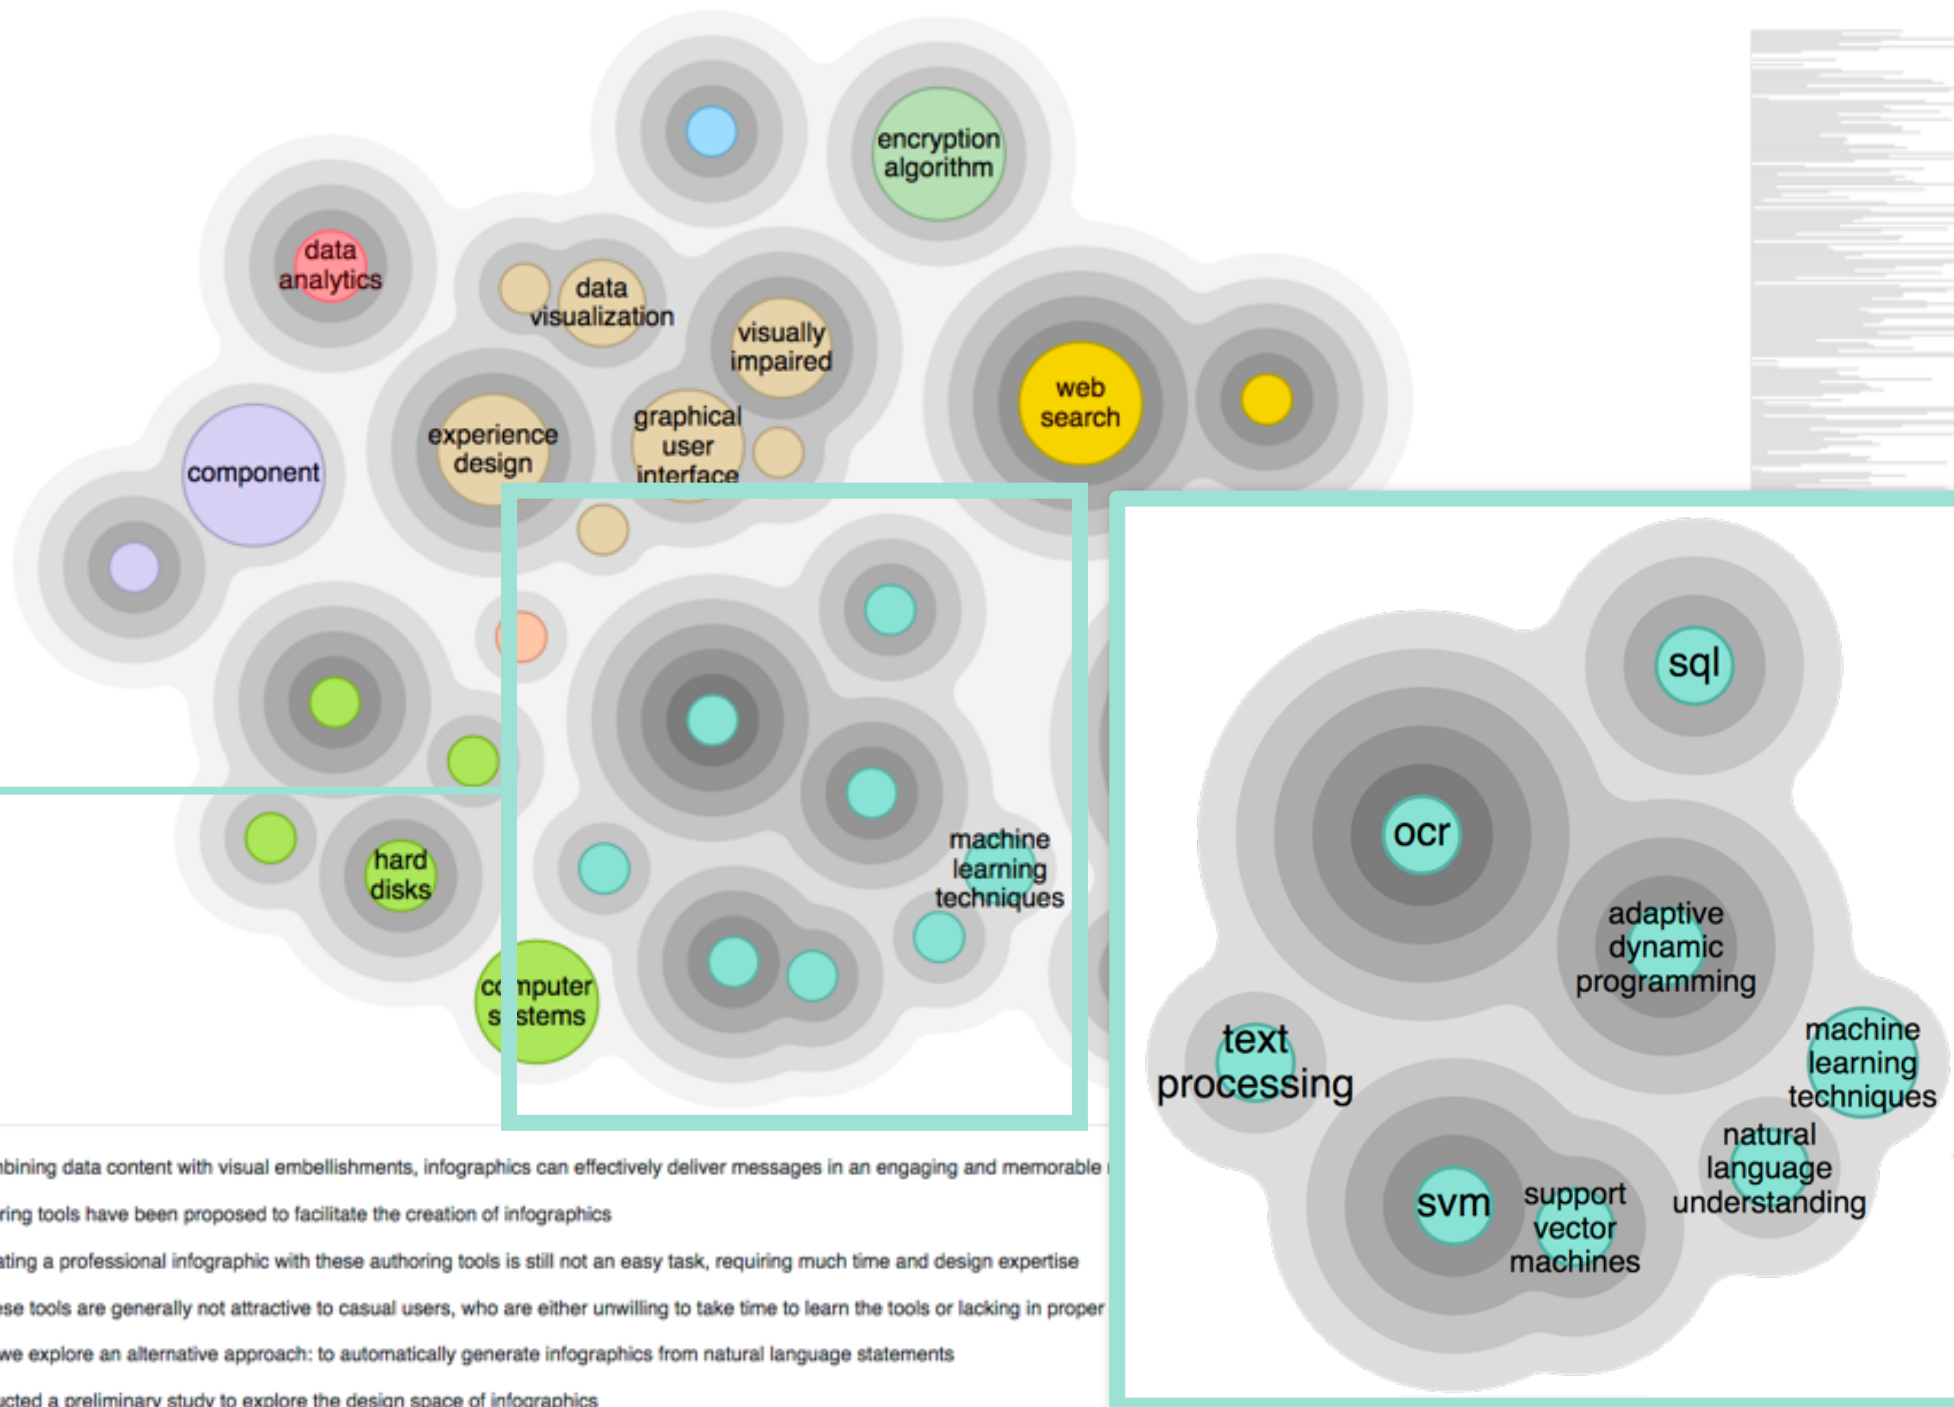 encryption
algorithm
data
analytics
data
visualization
visually
impaired
web
search
graphical
user
interface
experience
design
component
machine
learning
techniques
hard
disks
computer
systems
sql
ocr
adaptive
dynamic
programming
text
processing
machine
learning
techniques
natural
language
understanding
svm
support
vector
machines
data content with visual embellishments, infographics can effectively deliver messages in an engaging and memorable
tools have been proposed to facilitate the creation of infographics
a professional infographic with these authoring tools is still not an easy task, requiring much time and design expertise
tools are generally not attractive to casual users, who are either unwilling to take time to learn the tools or lacking in proper
we explore an alternative approach: to automatically generate infographics from natural language statements
a preliminary study to explore the design space of infographics